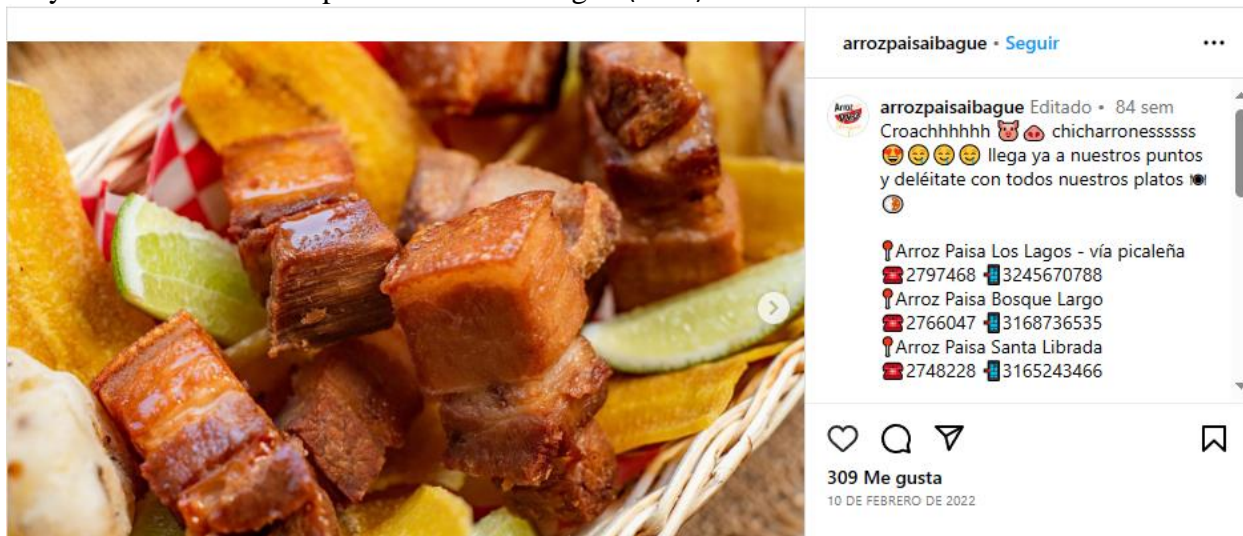 arrozpaisaibague • Seguir
arrozpaisaibague Editado • 84 sem
Croachhhhhh 🐷🐽 chicharronessssss
😍😊😊😊 llega ya a nuestros puntos
y deléitate con todos nuestros platos 🍽
🥘
📍Arroz Paisa Los Lagos - vía picaleña
☎️2797468 📲3245670788
📍Arroz Paisa Bosque Largo
☎️2766047 📲3168736535
📍Arroz Paisa Santa Librada
☎️2748228 📲3165243466
309 Me gusta
10 DE FEBRERO DE 2022